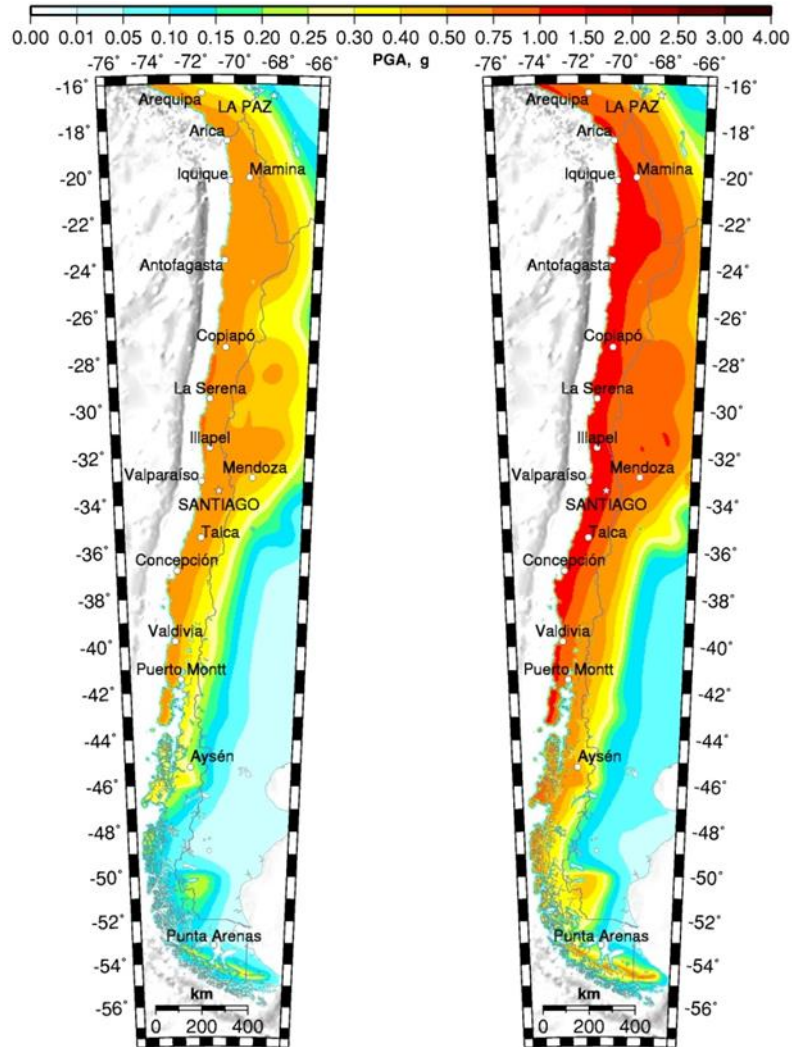 0.00 0.01 0.05 0.10 0.15 0.20 0.25 0.30 0.40 0.50 0.75 1.00 1.50 2.00 2.50 3.00 4.00
PGA, g
-76˚ -74˚ -72˚ -70˚ -68˚ -66˚
-16˚
-18˚
-20˚
-22˚
-24˚
-26˚
-28˚
-30˚
-32˚
-34˚
-36˚
-38˚
-40˚
-42˚
-44˚
-46˚
-48˚
-50˚
-52˚
-54˚
-56˚
Arequipa
LA PAZ
Arica
Iquique
Mamina
Antofagasta
Copiapó
La Serena
Illapel
Valparaíso
Mendoza
SANTIAGO
Talca
Concepción
Valdivia
Puerto Montt
Aysén
Punta Arenas
km
0 200 400
-76˚ -74˚ -72˚ -70˚ -68˚ -66˚
-16˚
-18˚
-20˚
-22˚
-24˚
-26˚
-28˚
-30˚
-32˚
-34˚
-36˚
-38˚
-40˚
-42˚
-44˚
-46˚
-48˚
-50˚
-52˚
-54˚
-56˚
Arequipa
LA PAZ
Arica
Iquique
Mamina
Antofagasta
Copiapó
La Serena
Illapel
Valparaíso
Mendoza
SANTIAGO
Talca
Concepción
Valdivia
Puerto Montt
Aysén
Punta Arenas
km
0 200 400